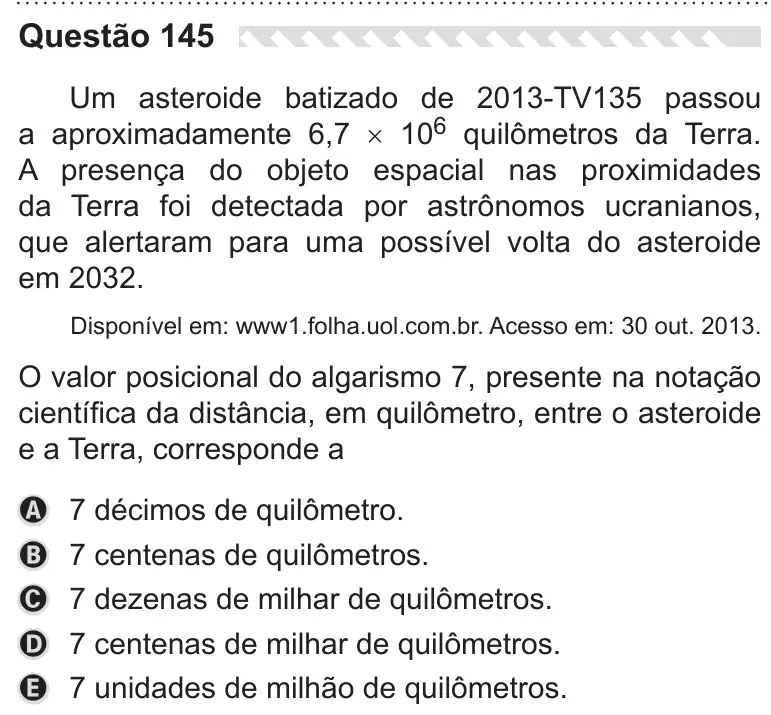 Questão 145
Um asteroide batizado de 2013-TV135 passou
a aproximadamente 6,7 × 10⁶ quilômetros da Terra.
A presença do objeto espacial nas proximidades
da Terra foi detectada por astrônomos ucranianos,
que alertaram para uma possível volta do asteroide
em 2032.
Disponível em: www1.folha.uol.com.br. Acesso em: 30 out. 2013.
O valor posicional do algarismo 7, presente na notação
científica da distância, em quilômetro, entre o asteroide
e a Terra, corresponde a
A 7 décimos de quilômetro.
B 7 centenas de quilômetros.
C 7 dezenas de milhar de quilômetros.
D 7 centenas de milhar de quilômetros.
E 7 unidades de milhão de quilômetros.